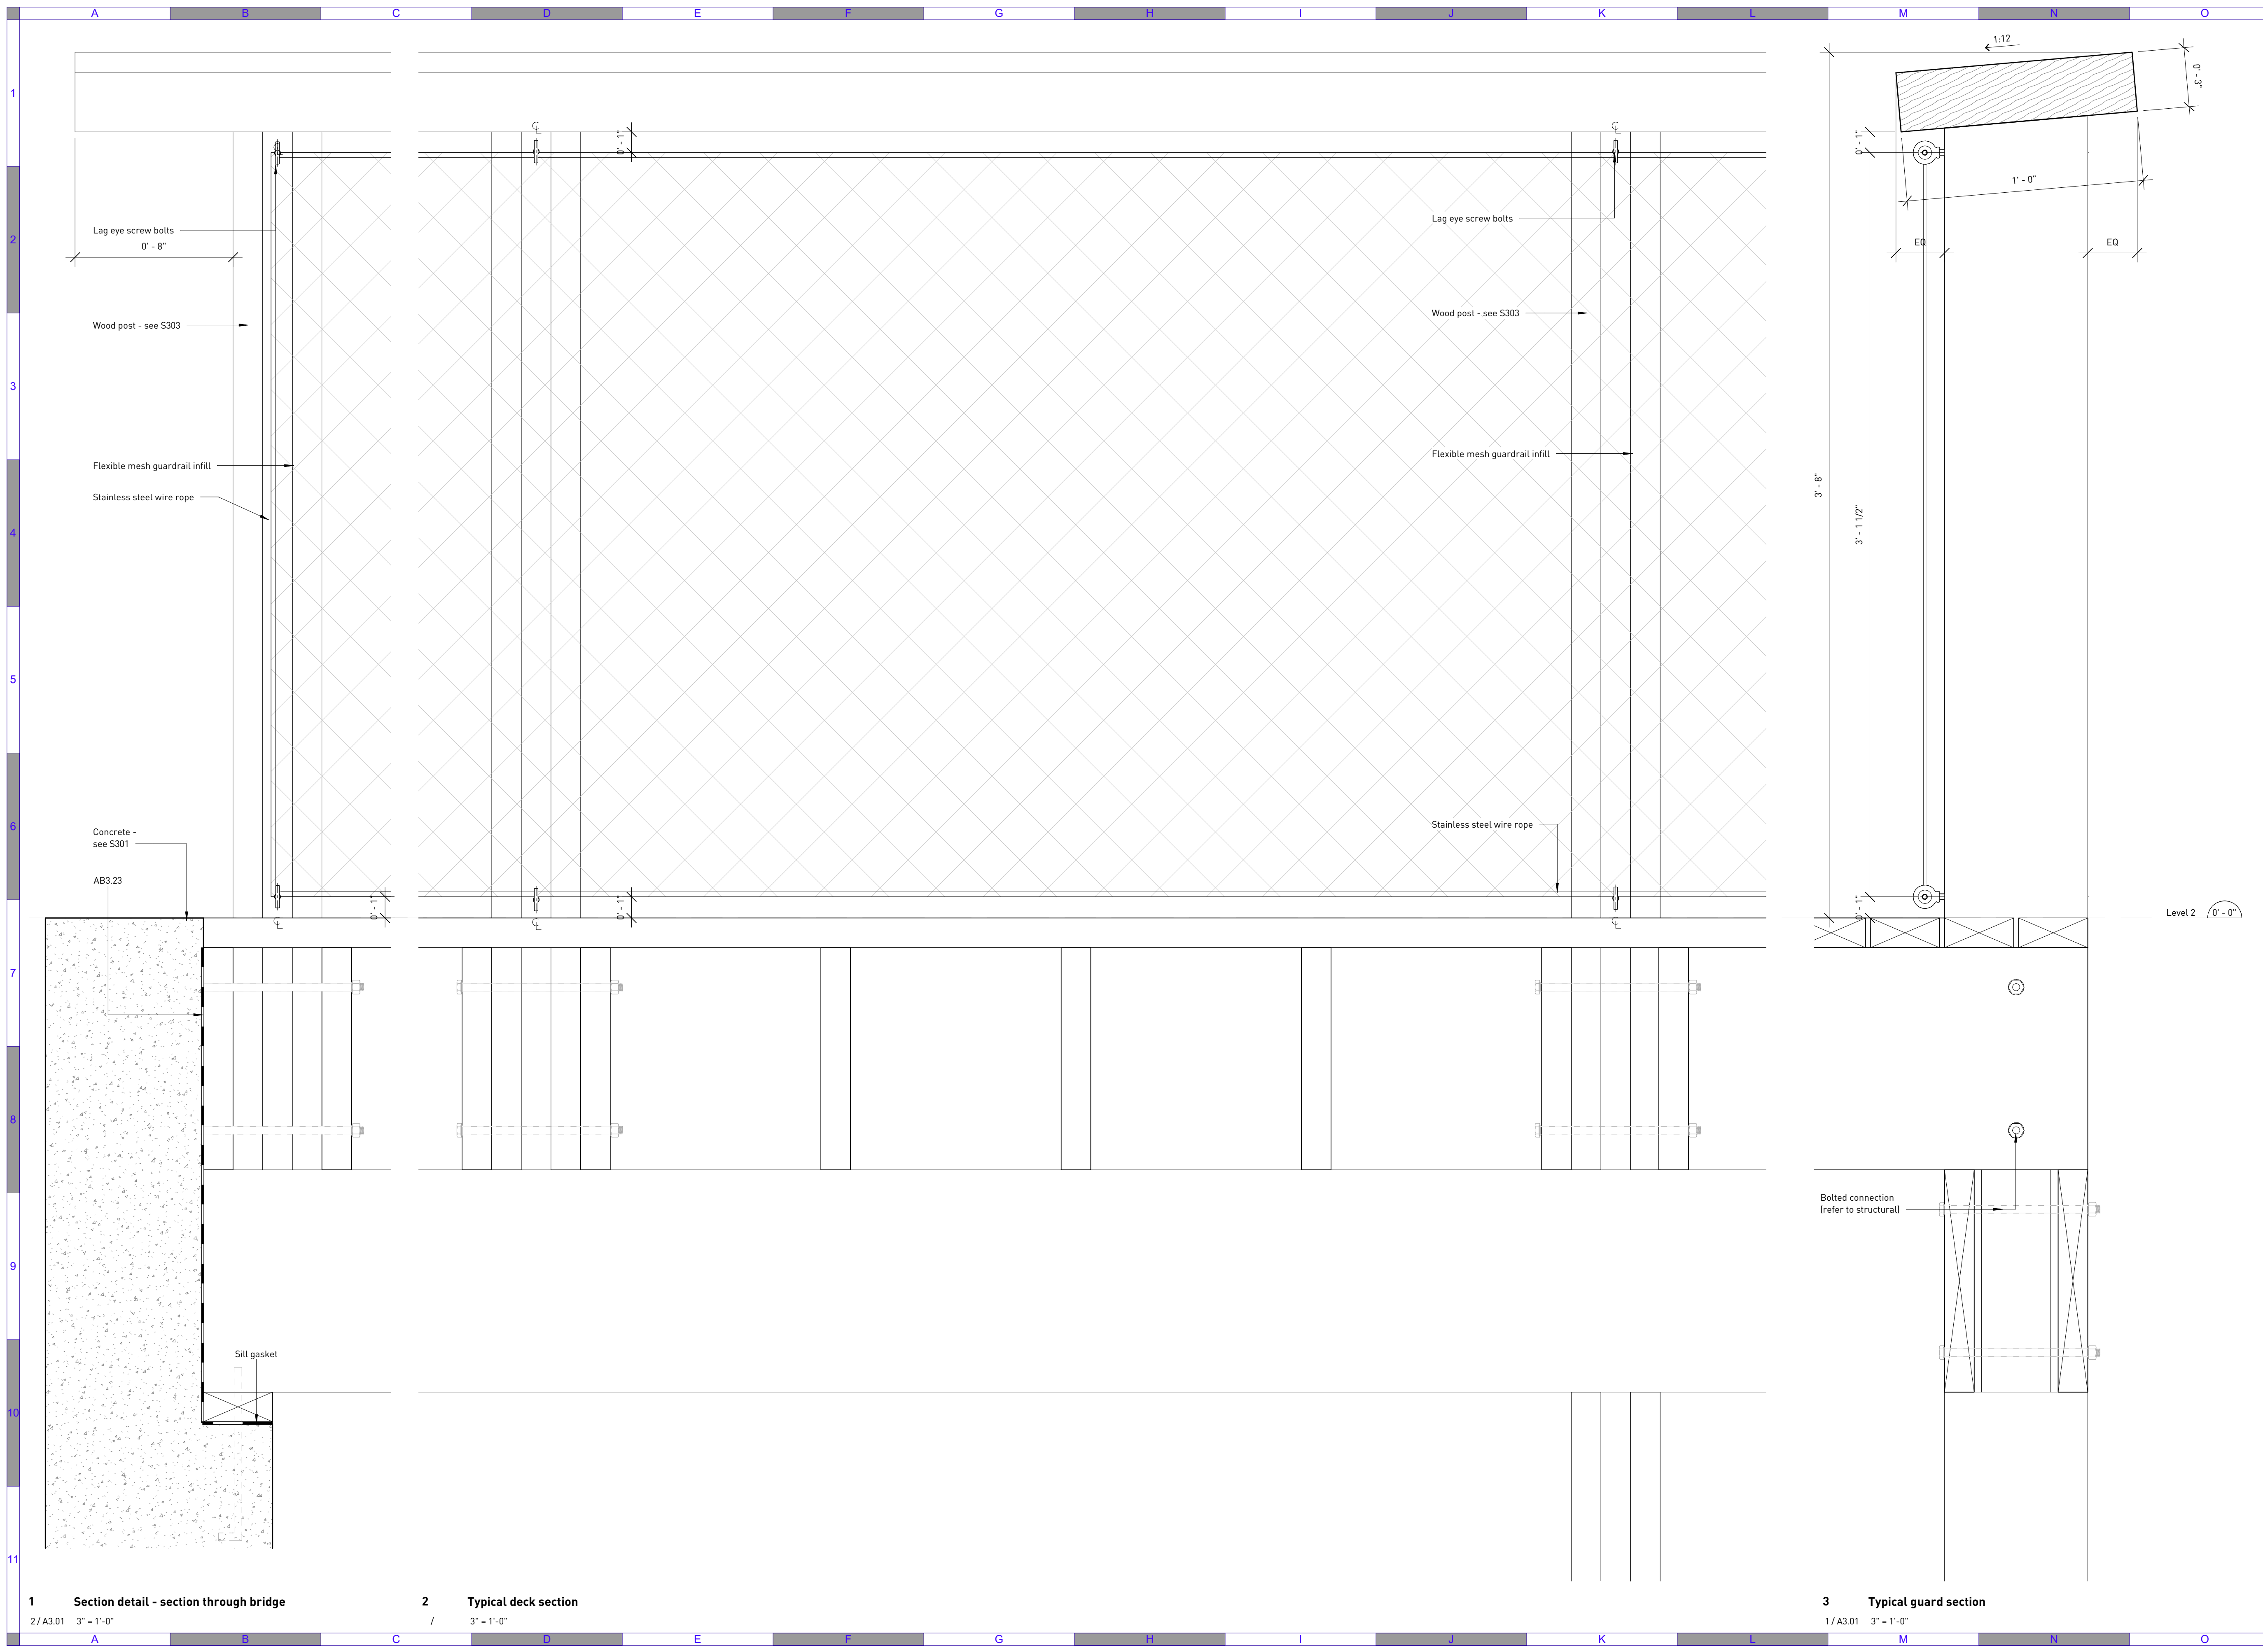 A B C D E F G H I J K L M N O
1
2
3
4
5
6
7
8
9
10
11
1:12
0' - 3"
0' - 1"
0' - 1"
1' - 0"
Lag eye screw bolts
0' - 8"
Lag eye screw bolts
EQ
EQ
Wood post - see S303
Wood post - see S303
Flexible mesh guardrail infill
Flexible mesh guardrail infill
Stainless steel wire rope
3' - 8"
3' - 1 1/2"
Stainless steel wire rope
Concrete -
see S301
AB3.23
0' - 1"
0' - 1"
0' - 1"
Level 2
0' - 0"
Bolted connection
(refer to structural)
Sill gasket
1 Section detail - section through bridge
2 / A3.01 3" = 1'-0"
2 Typical deck section
/ 3" = 1'-0"
3 Typical guard section
1 / A3.01 3" = 1'-0"
A B C D E F G H I J K L M N O